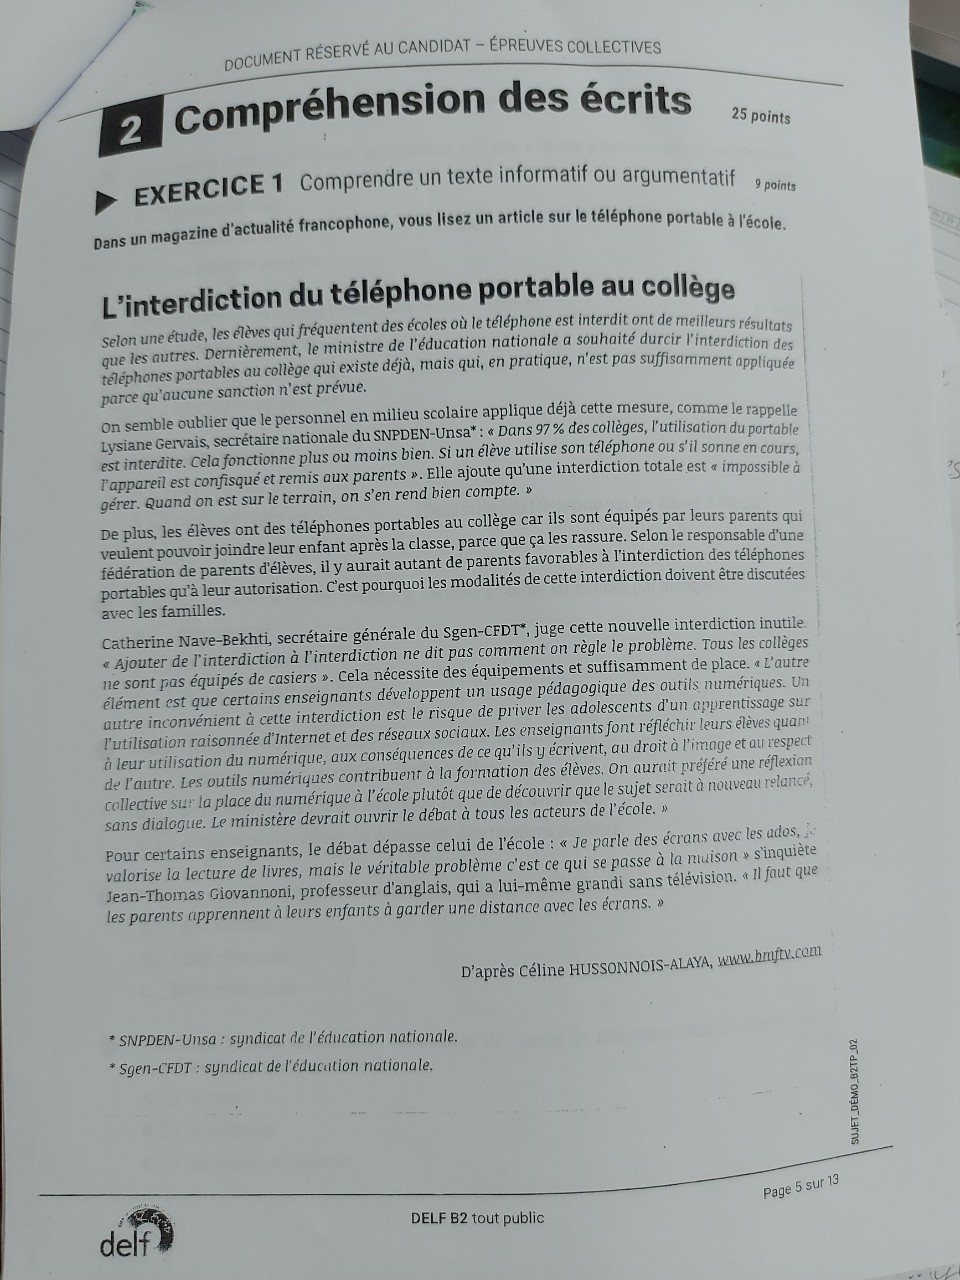 DOCUMENT RÉSERVÉ AU CANDIDAT – ÉPREUVES COLLECTIVES
2 Compréhension des écrits 25 points
EXERCICE 1 Comprendre un texte informatif ou argumentatif 9 points
Dans un magazine d'actualité francophone, vous lisez un article sur le téléphone portable à l'école.
L'interdiction du téléphone portable au collège
Selon une étude, les élèves qui fréquentent des écoles où le téléphone est interdit ont de meilleurs résultats
que les autres. Dernièrement, le ministre de l'éducation nationale a souhaité durcir l'interdiction des
téléphones portables au collège qui existe déjà, mais qui, en pratique, n'est pas suffisamment appliquée
parce qu'aucune sanction n'est prévue.
On semble oublier que le personnel en milieu scolaire applique déjà cette mesure, comme le rappelle
Lysiane Gervais, secrétaire nationale du SNPDEN-Unsa* : « Dans 97 % des collèges, l'utilisation du portable
est interdite. Cela fonctionne plus ou moins bien. Si un élève utilise son téléphone ou s'il sonne en cours,
l'appareil est confisqué et remis aux parents ». Elle ajoute qu'une interdiction totale est « impossible à
gérer. Quand on est sur le terrain, on s'en rend bien compte. »
De plus, les élèves ont des téléphones portables au collège car ils sont équipés par leurs parents qui
veulent pouvoir joindre leur enfant après la classe, parce que ça les rassure. Selon le responsable d'une
fédération de parents d'élèves, il y aurait autant de parents favorables à l'interdiction des téléphones
portables qu'à leur autorisation. C'est pourquoi les modalités de cette interdiction doivent être discutées
avec les familles.
Catherine Nave-Bekhti, secrétaire générale du Sgen-CFDT*, juge cette nouvelle interdiction inutile.
« Ajouter de l'interdiction à l'interdiction ne dit pas comment on règle le problème. Tous les collèges
ne sont pas équipés de casiers ». Cela nécessite des équipements et suffisamment de place. « L'autre
élément est que certains enseignants développent un usage pédagogique des outils numériques. Un
autre inconvénient à cette interdiction est le risque de priver les adolescents d'un apprentissage sur
l'utilisation raisonnée d'Internet et des réseaux sociaux. Les enseignants font réfléchir leurs élèves quant
à leur utilisation du numérique, aux conséquences de ce qu'ils y écrivent, au droit à l'image et au respect
de l'autre. Les outils numériques contribuent à la formation des élèves. On aurait préféré une réflexion
collective sur la place du numérique à l'école plutôt que de découvrir que le sujet serait à nouveau relancé,
sans dialogue. Le ministère devrait ouvrir le débat à tous les acteurs de l'école. »
Pour certains enseignants, le débat dépasse celui de l'école : « Je parle des écrans avec les ados, je
valorise la lecture de livres, mais le véritable problème c'est ce qui se passe à la maison » s'inquiète
Jean-Thomas Giovannoni, professeur d'anglais, qui a lui-même grandi sans télévision. « Il faut que
les parents apprennent à leurs enfants à garder une distance avec les écrans. »
D'après Céline HUSSONNOIS-ALAYA, www.bmftv.com
* SNPDEN-Unsa : syndicat de l'éducation nationale.
* Sgen-CFDT : syndicat de l'éducation nationale.
SUJET_DÉMO_B2TP_02
Page 5 sur 13
DELF B2 tout public
delf